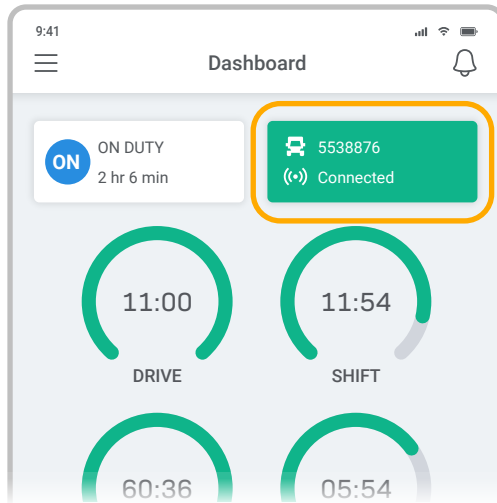 9:41
Dashboard
ON
ON DUTY
2 hr 6 min
5538876
Connected
11:00
11:54
DRIVE
SHIFT
60:36
05:54